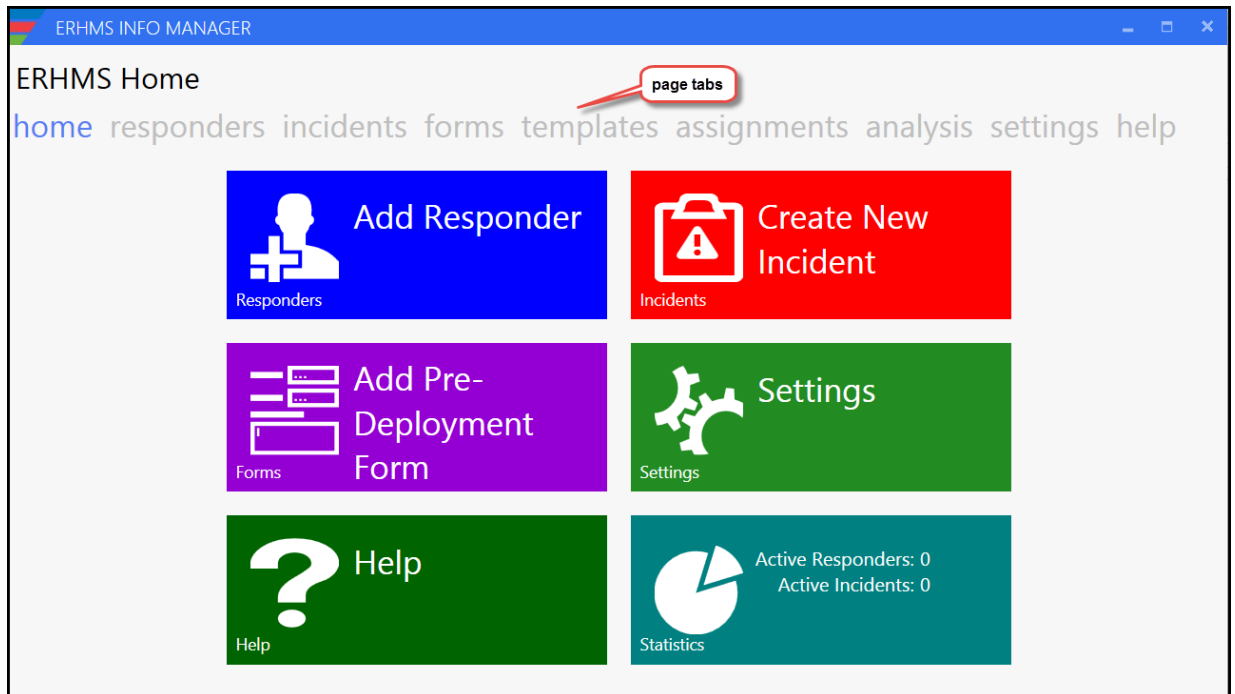 ERHMS INFO MANAGER
ERHMS Home
page tabs
home responders incidents forms templates assignments analysis settings help
Add Responder
Responders
Create New
Incident
Incidents
Add Pre-
Deployment
Form
Forms
Settings
Settings
Help
Help
Active Responders: 0
Active Incidents: 0
Statistics